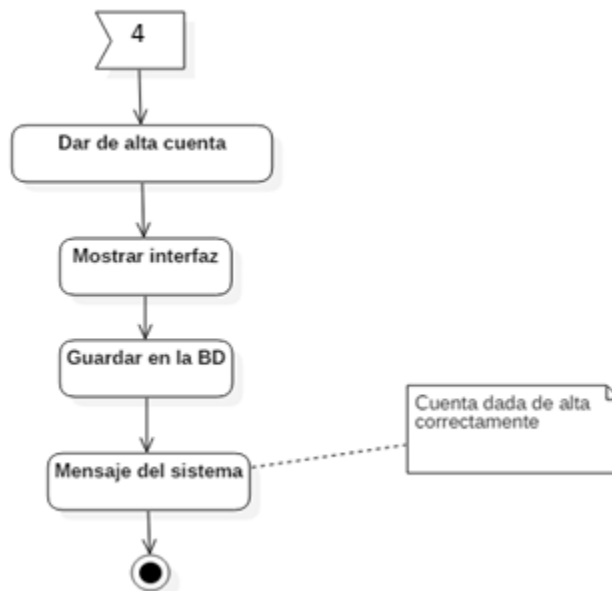 4
Dar de alta cuenta
Mostrar interfaz
Guardar en la BD
Cuenta dada de alta
correctamente
Mensaje del sistema